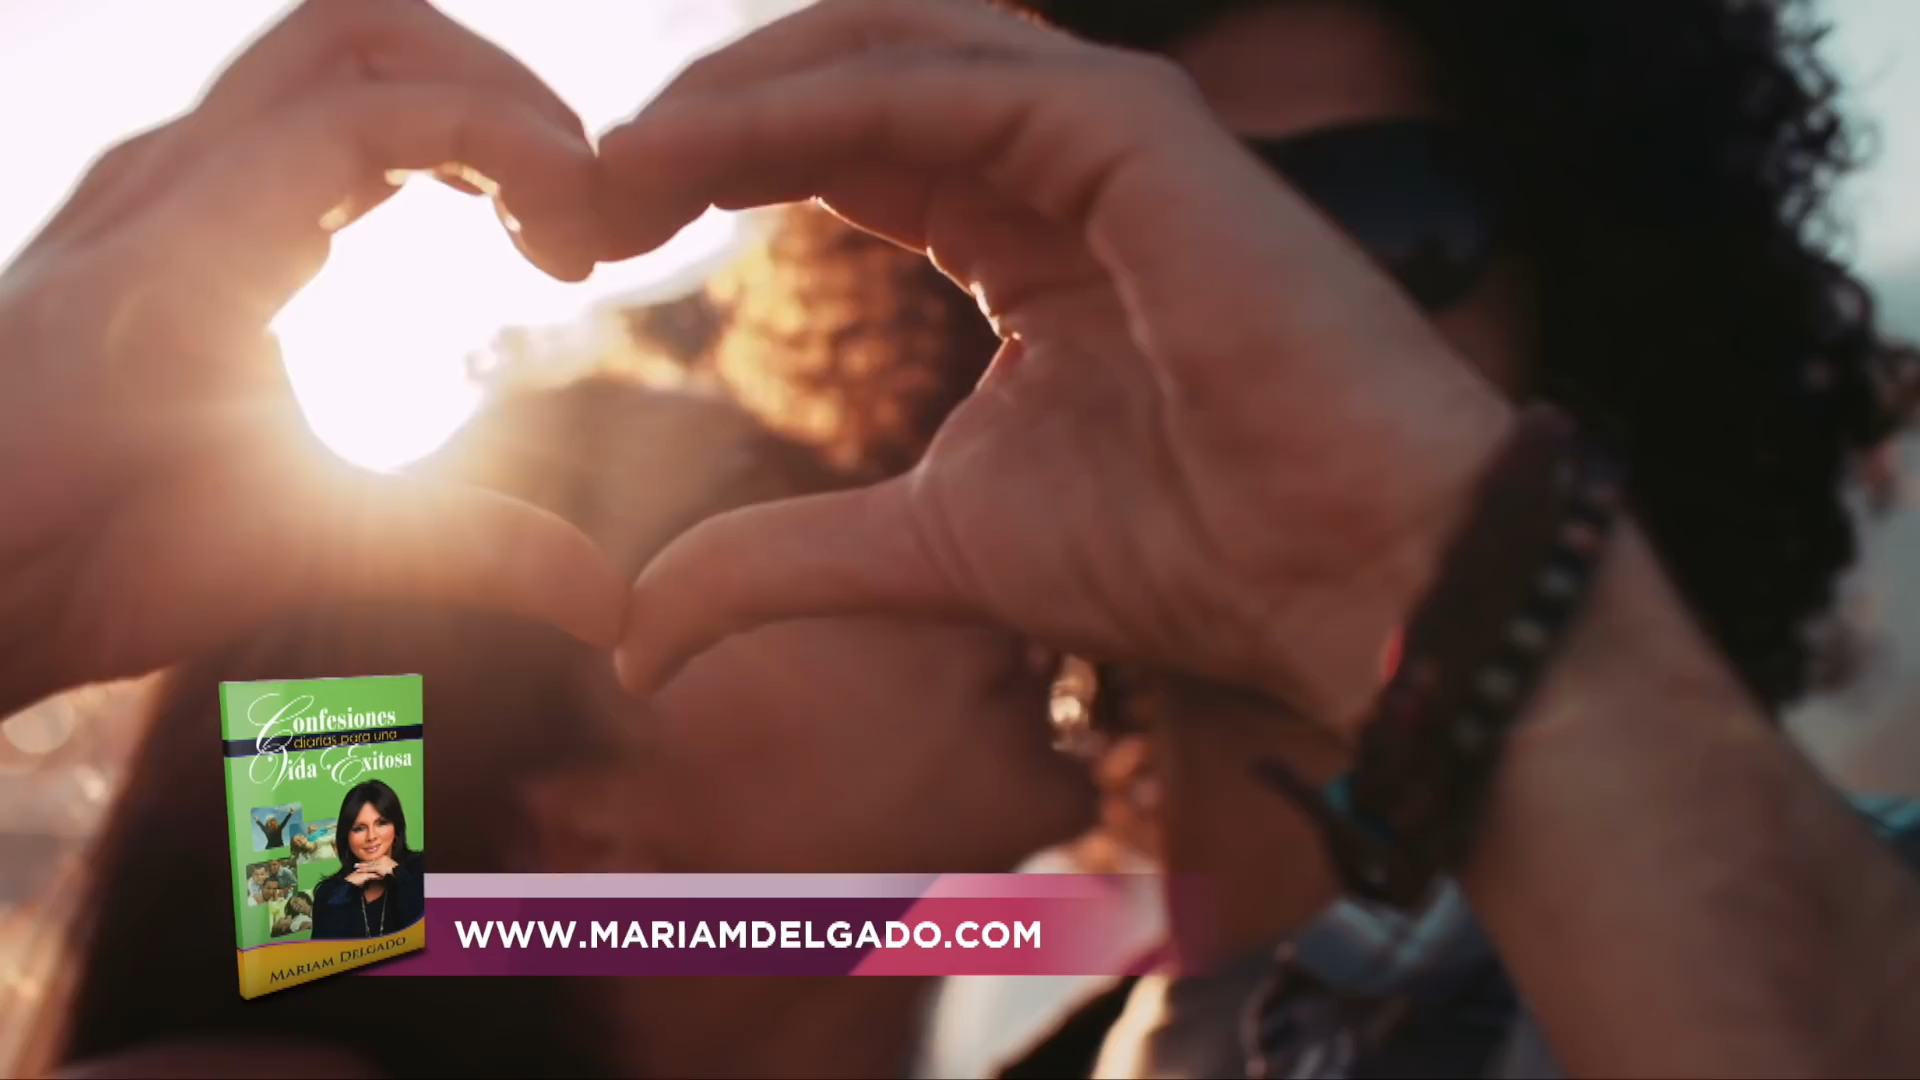 Confesiones
diarias para una
Vida Exitosa
MARIAM DELGADO
WWW.MARIAMDELGADO.COM